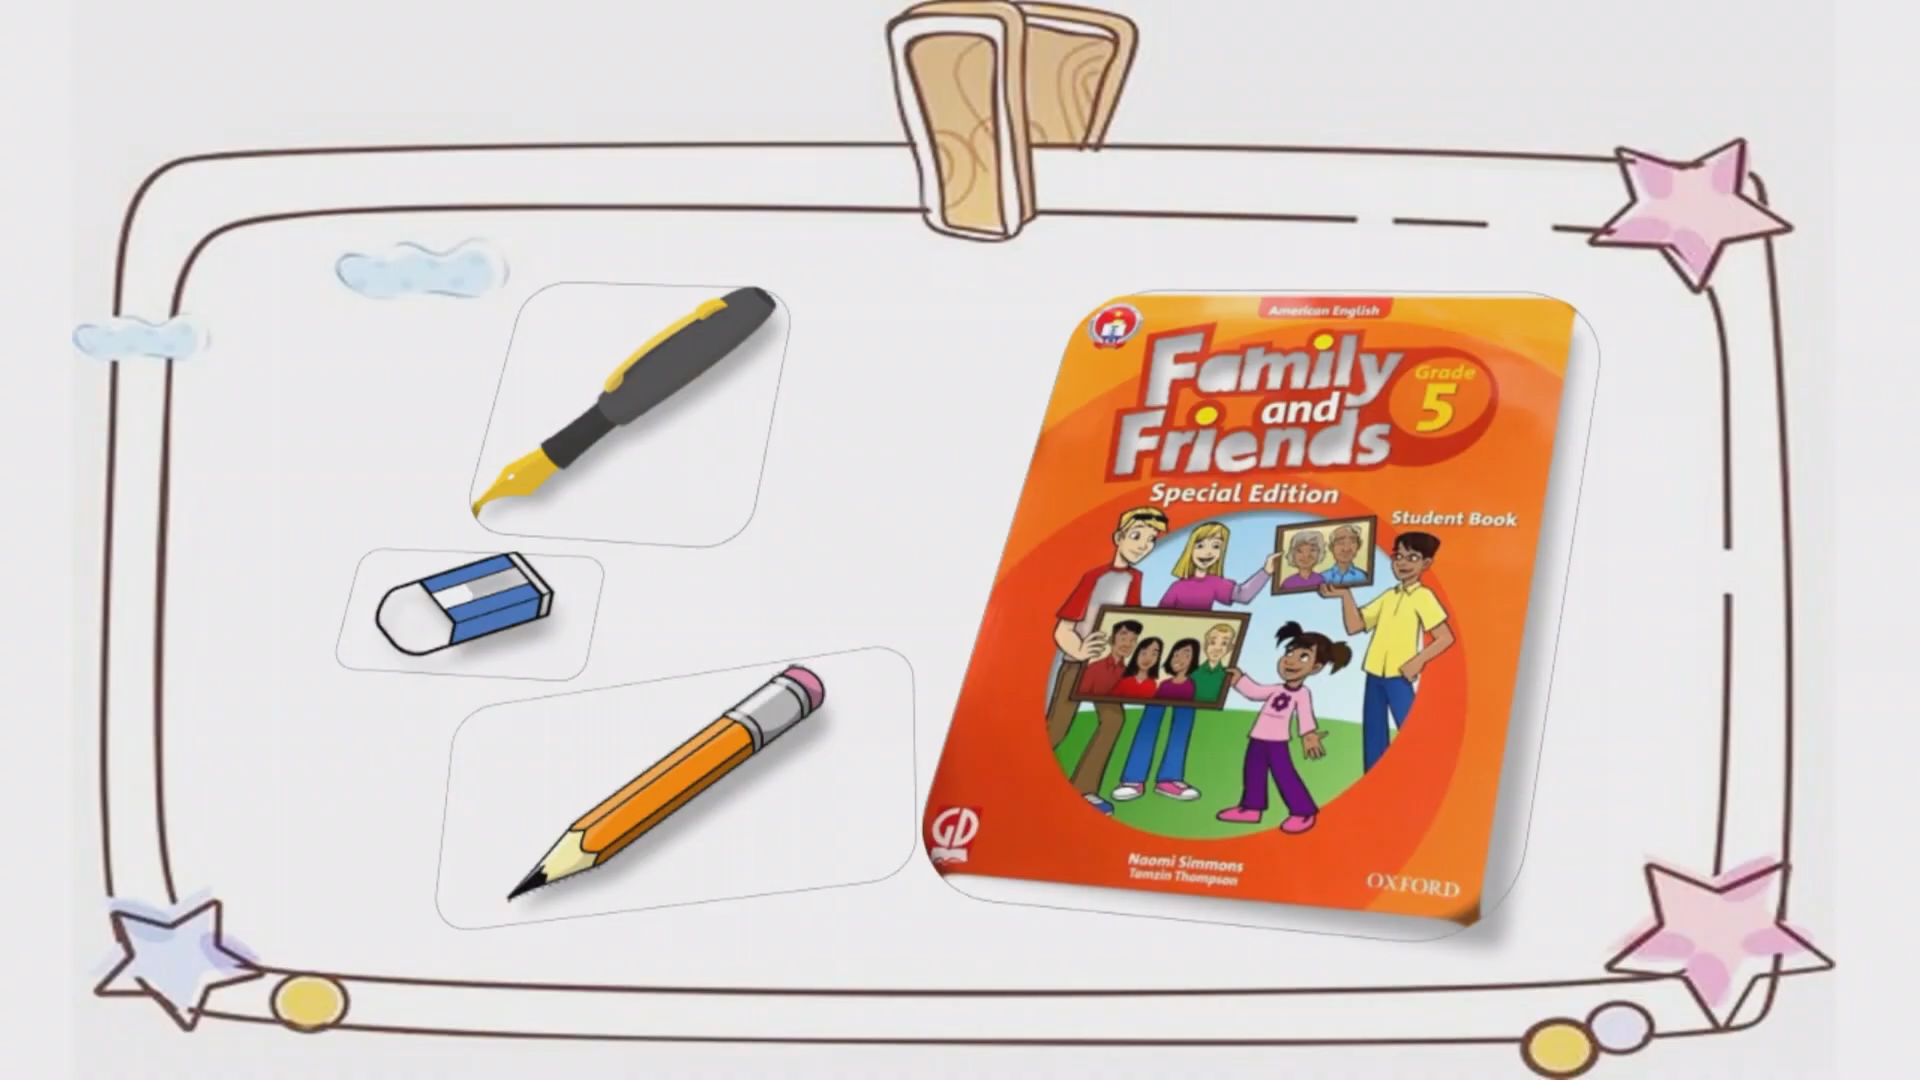 American English
Family
and
Friends
Grade
5
Special Edition
Student Book
GD
Naomi Simmons
Tamzin Thompson
OXFORD